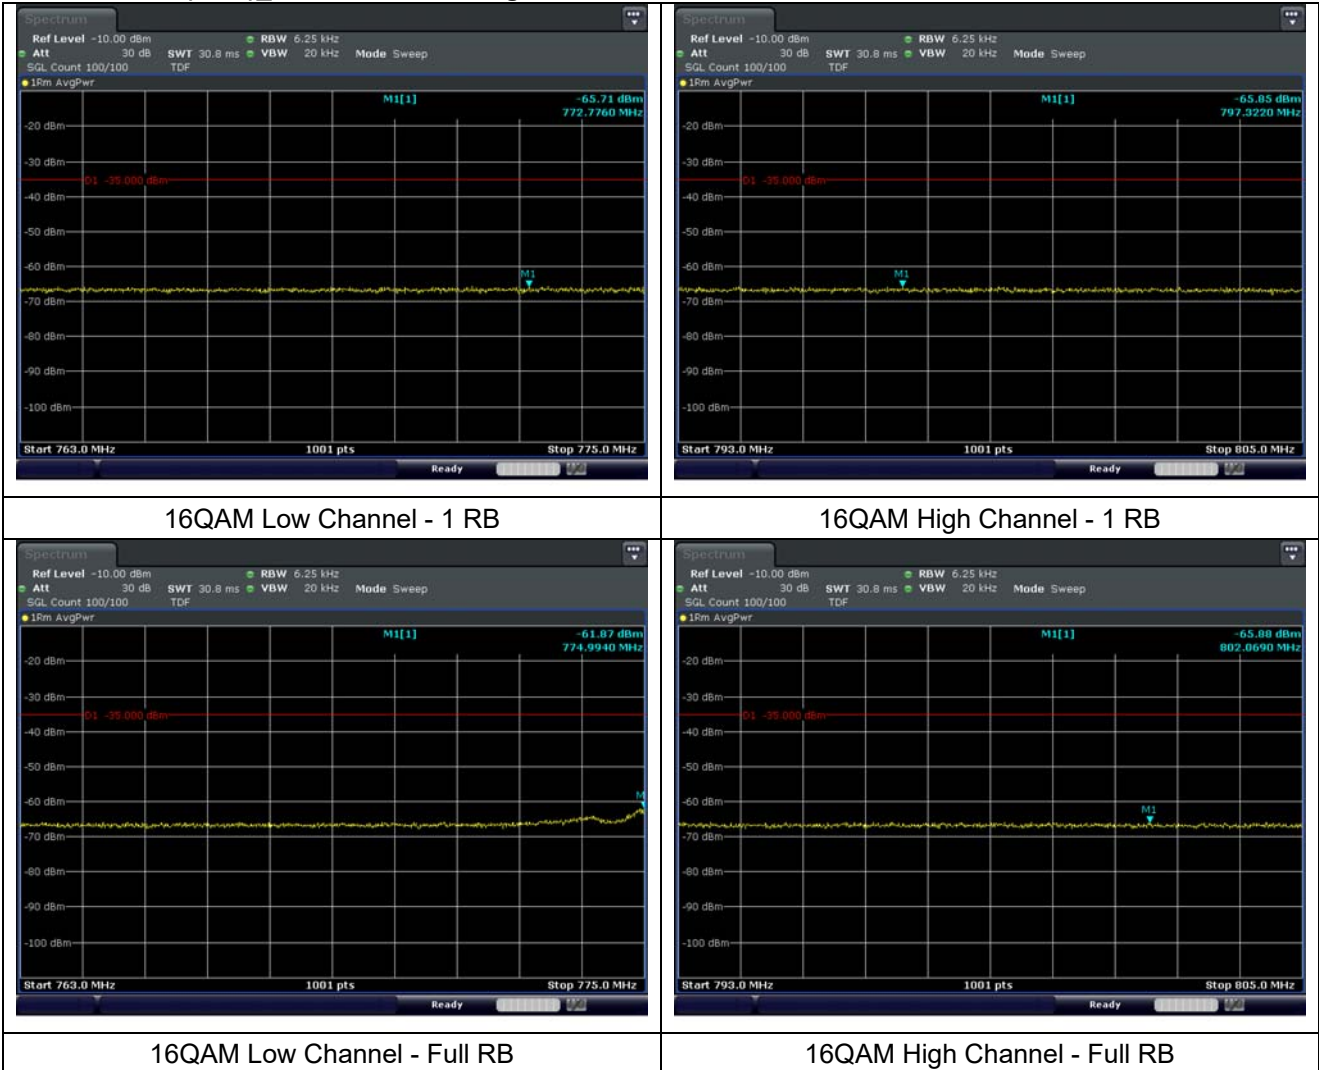 Spectrum
Ref Level -10.00 dBm RBW 6.25 kHz
Att 30 dB SWT 30.8 ms VBW 20 kHz Mode Sweep
SGL Count 100/100 TDF
1Rm AvgPwr
M1[1] -65.71 dBm
772.7760 MHz
-20 dBm
-30 dBm
D1 -35.000 dBm
-40 dBm
-50 dBm
-60 dBm
M1
-70 dBm
-80 dBm
-90 dBm
-100 dBm
Start 763.0 MHz 1001 pts Stop 775.0 MHz
Ready
16QAM Low Channel - 1 RB
Spectrum
Ref Level -10.00 dBm RBW 6.25 kHz
Att 30 dB SWT 30.8 ms VBW 20 kHz Mode Sweep
SGL Count 100/100 TDF
1Rm AvgPwr
M1[1] -65.85 dBm
797.3220 MHz
-20 dBm
-30 dBm
D1 -35.000 dBm
-40 dBm
-50 dBm
-60 dBm
M1
-70 dBm
-80 dBm
-90 dBm
-100 dBm
Start 793.0 MHz 1001 pts Stop 805.0 MHz
Ready
16QAM High Channel - 1 RB
Spectrum
Ref Level -10.00 dBm RBW 6.25 kHz
Att 30 dB SWT 30.8 ms VBW 20 kHz Mode Sweep
SGL Count 100/100 TDF
1Rm AvgPwr
M1[1] -61.87 dBm
774.9940 MHz
-20 dBm
-30 dBm
D1 -35.000 dBm
-40 dBm
-50 dBm
-60 dBm
M
-70 dBm
-80 dBm
-90 dBm
-100 dBm
Start 763.0 MHz 1001 pts Stop 775.0 MHz
Ready
16QAM Low Channel - Full RB
Spectrum
Ref Level -10.00 dBm RBW 6.25 kHz
Att 30 dB SWT 30.8 ms VBW 20 kHz Mode Sweep
SGL Count 100/100 TDF
1Rm AvgPwr
M1[1] -65.88 dBm
802.0690 MHz
-20 dBm
-30 dBm
D1 -35.000 dBm
-40 dBm
-50 dBm
-60 dBm
M1
-70 dBm
-80 dBm
-90 dBm
-100 dBm
Start 793.0 MHz 1001 pts Stop 805.0 MHz
Ready
16QAM High Channel - Full RB